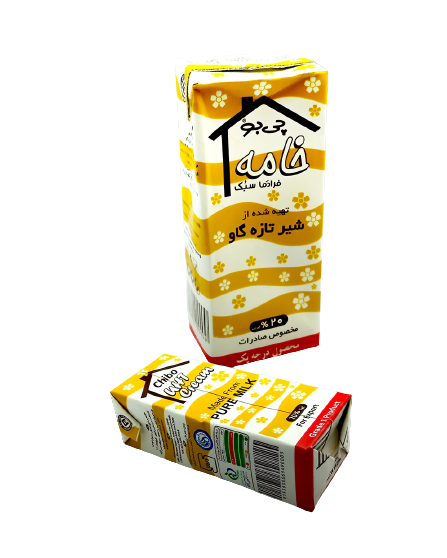 چی‌بو
خامه
فرادما سبک
تهیه شده از
شیر تازه گاو
۲۰%
مخصوص صادرات
محصول درجه یک
Chibo
Cream
Made From
PURE MILK
For Export
Grade 1 Product